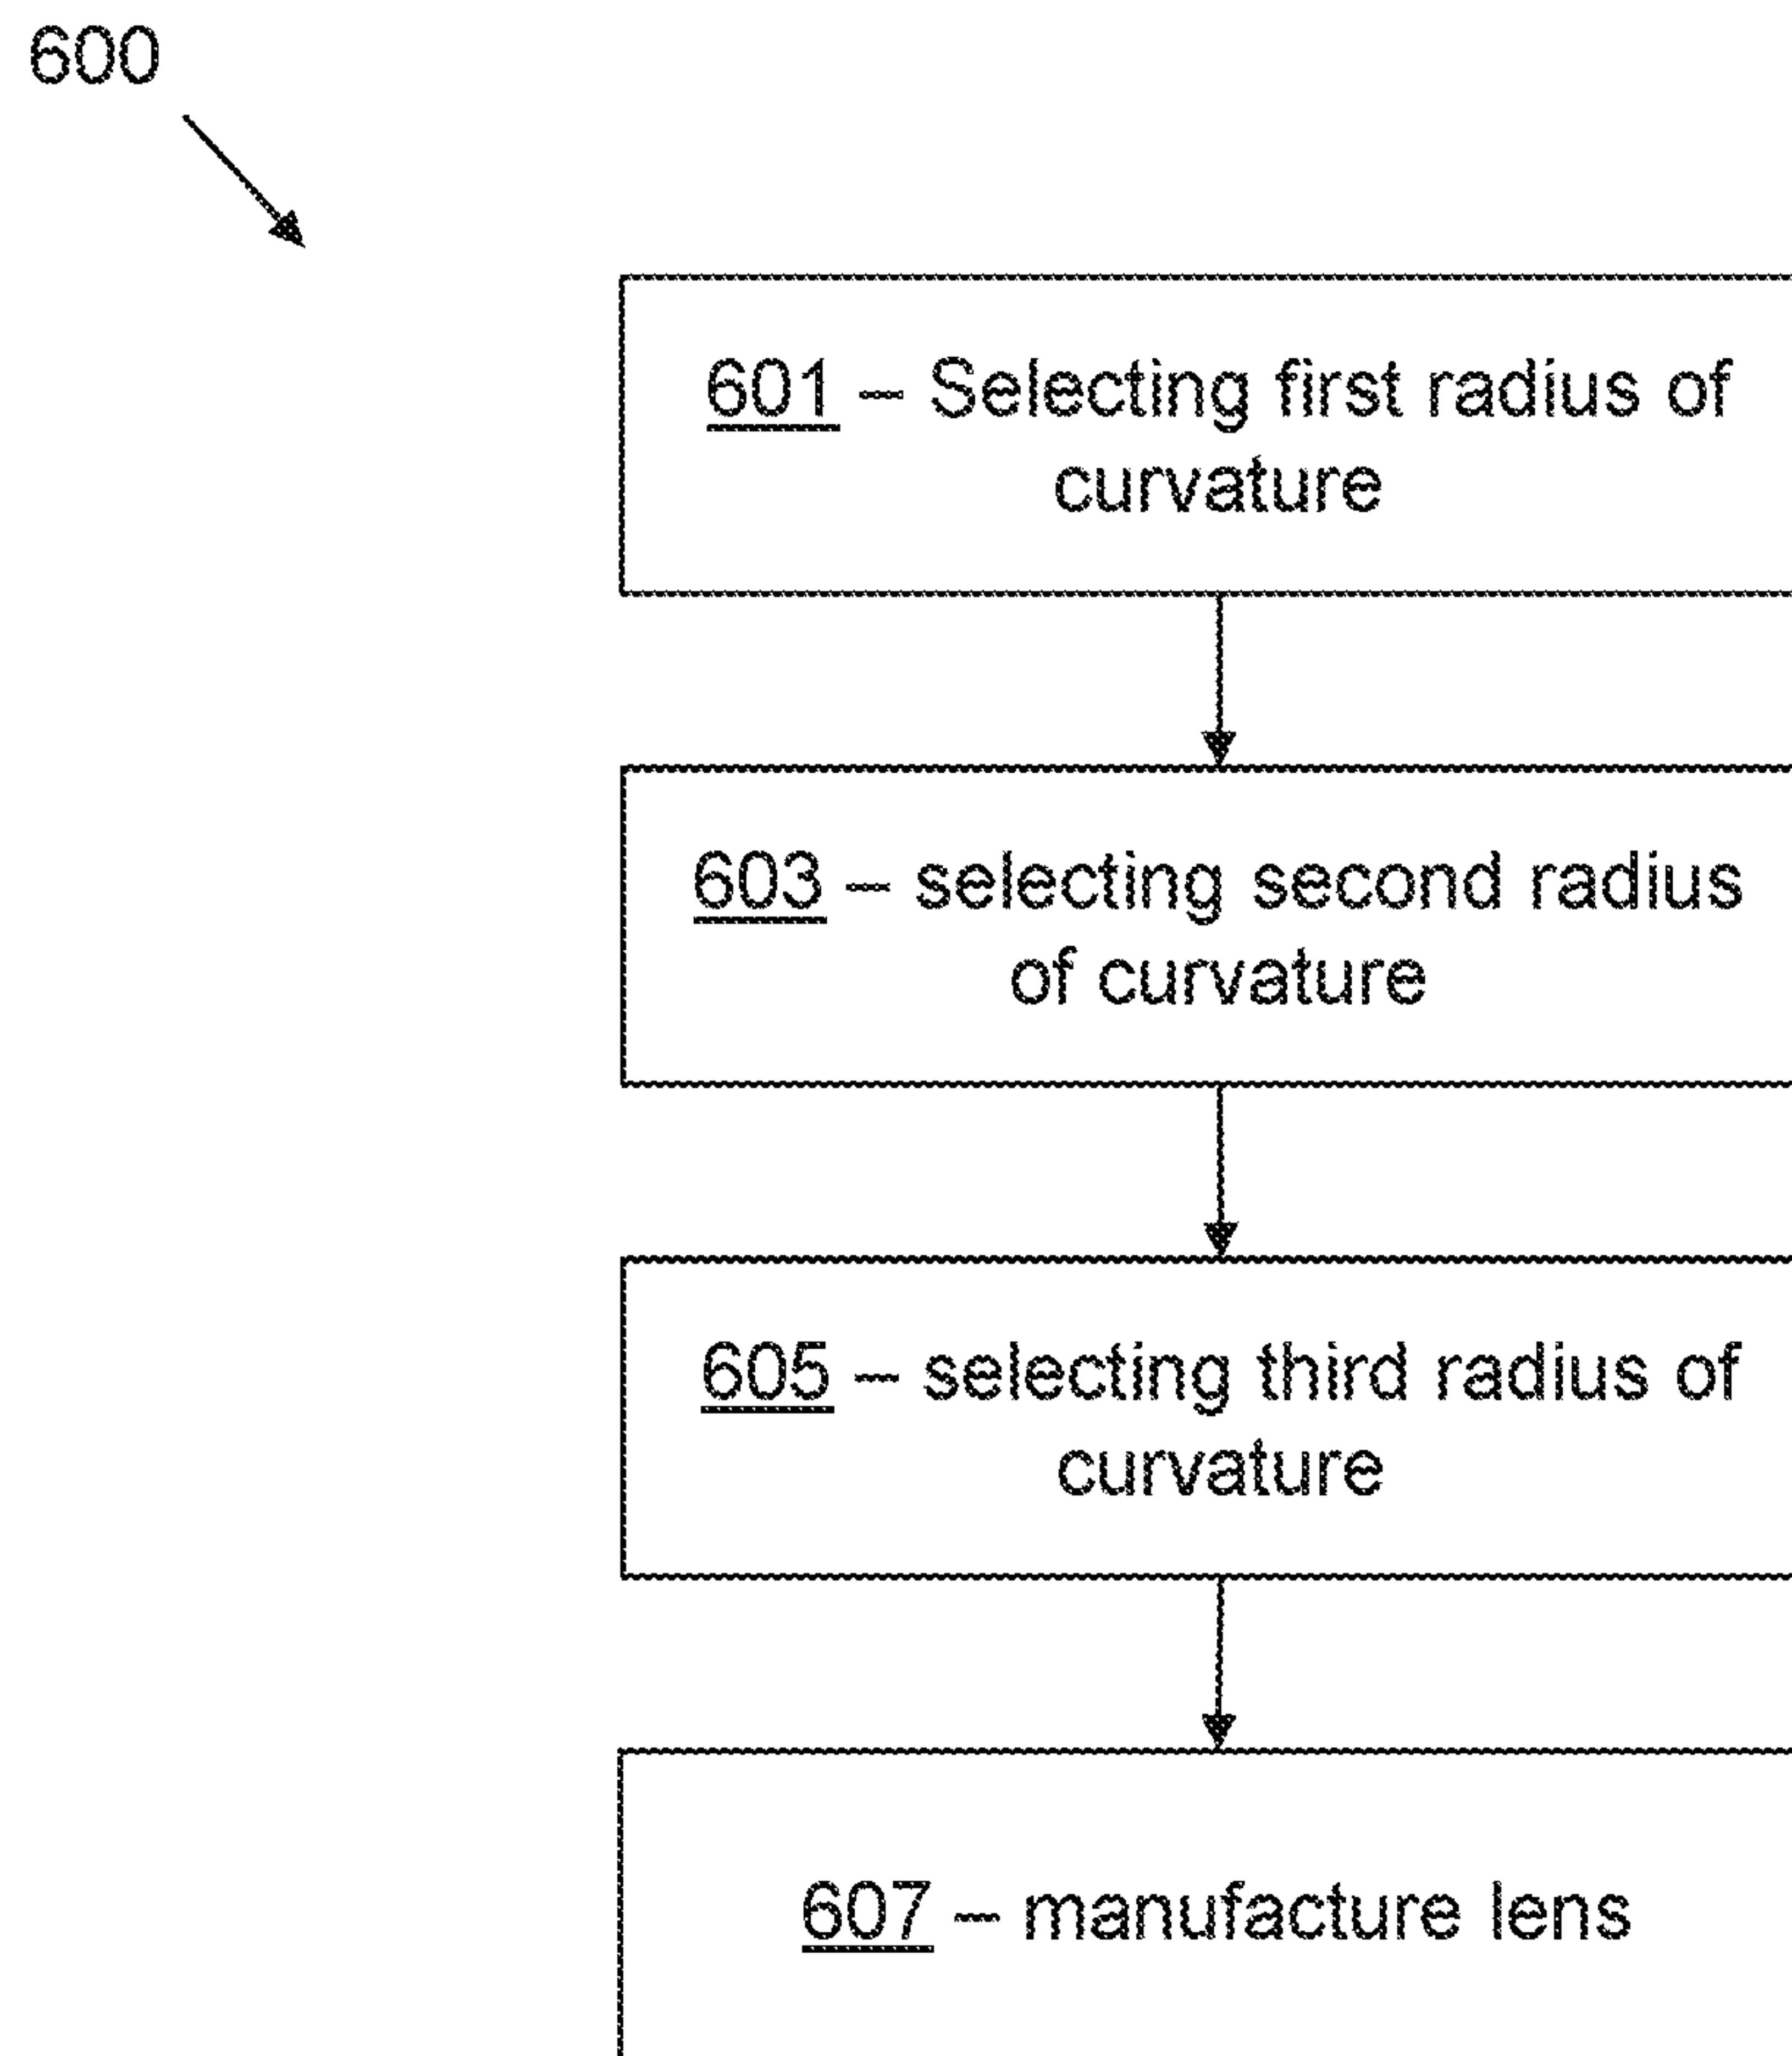 600
601 – Selecting first radius of
curvature
603 – selecting second radius
of curvature
605 – selecting third radius of
curvature
607 – manufacture lens